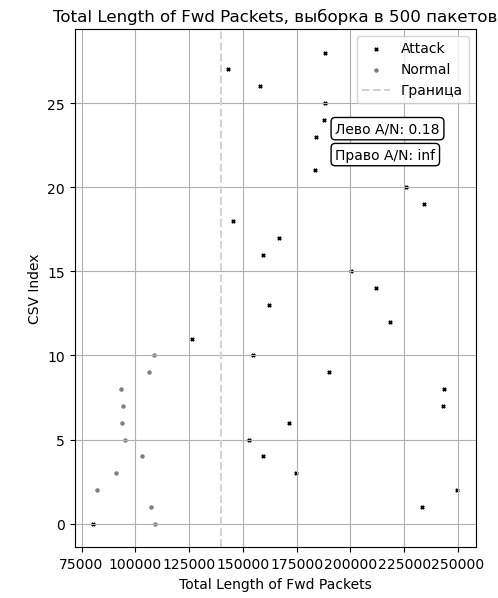 Total Length of Fwd Packets, выборка в 500 пакетов
Attack
Normal
Граница
Лево A/N: 0.18
Право A/N: inf
CSV Index
25
20
15
10
5
0
75000 100000 125000 150000 175000 200000 225000 250000
Total Length of Fwd Packets